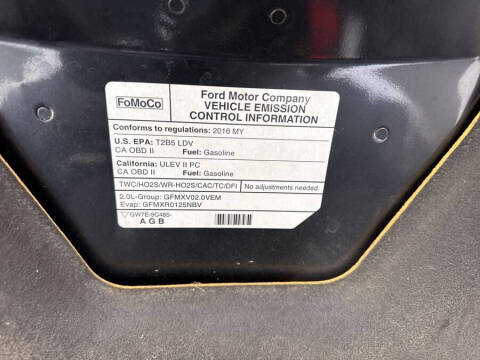 FoMoCo
Ford Motor Company
VEHICLE EMISSION
CONTROL INFORMATION
Conforms to regulations: 2016 MY
U.S. EPA: T2B5 LDV
CA OBD II Fuel: Gasoline
California: ULEV II PC
CA OBD II Fuel: Gasoline
TWC/HO2S/WR-HO2S/CAC/TC/DFI No adjustments needed.
2.0L-Group: GFMXV02.0VEM
Evap: GFMXR0125NBV
GW7E-9C485-
AGB